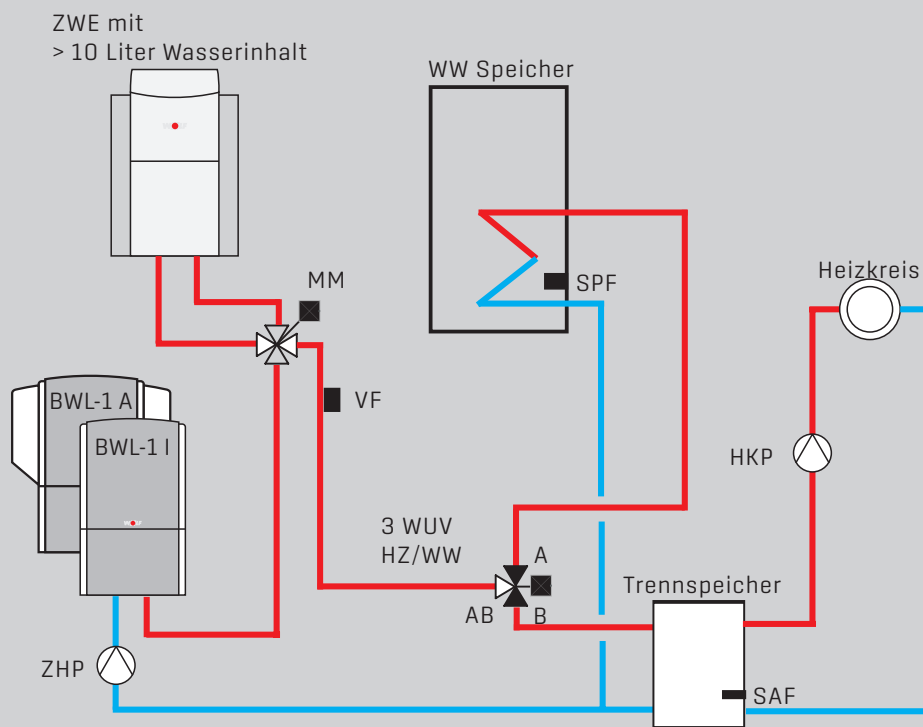 ZWE mit
> 10 Liter Wasserinhalt
WW Speicher
MM
SPF
Heizkreis
BWL-1 A
VF
BWL-1 I
HKP
3 WUV
HZ/WW
A
Trennspeicher
AB
B
ZHP
SAF